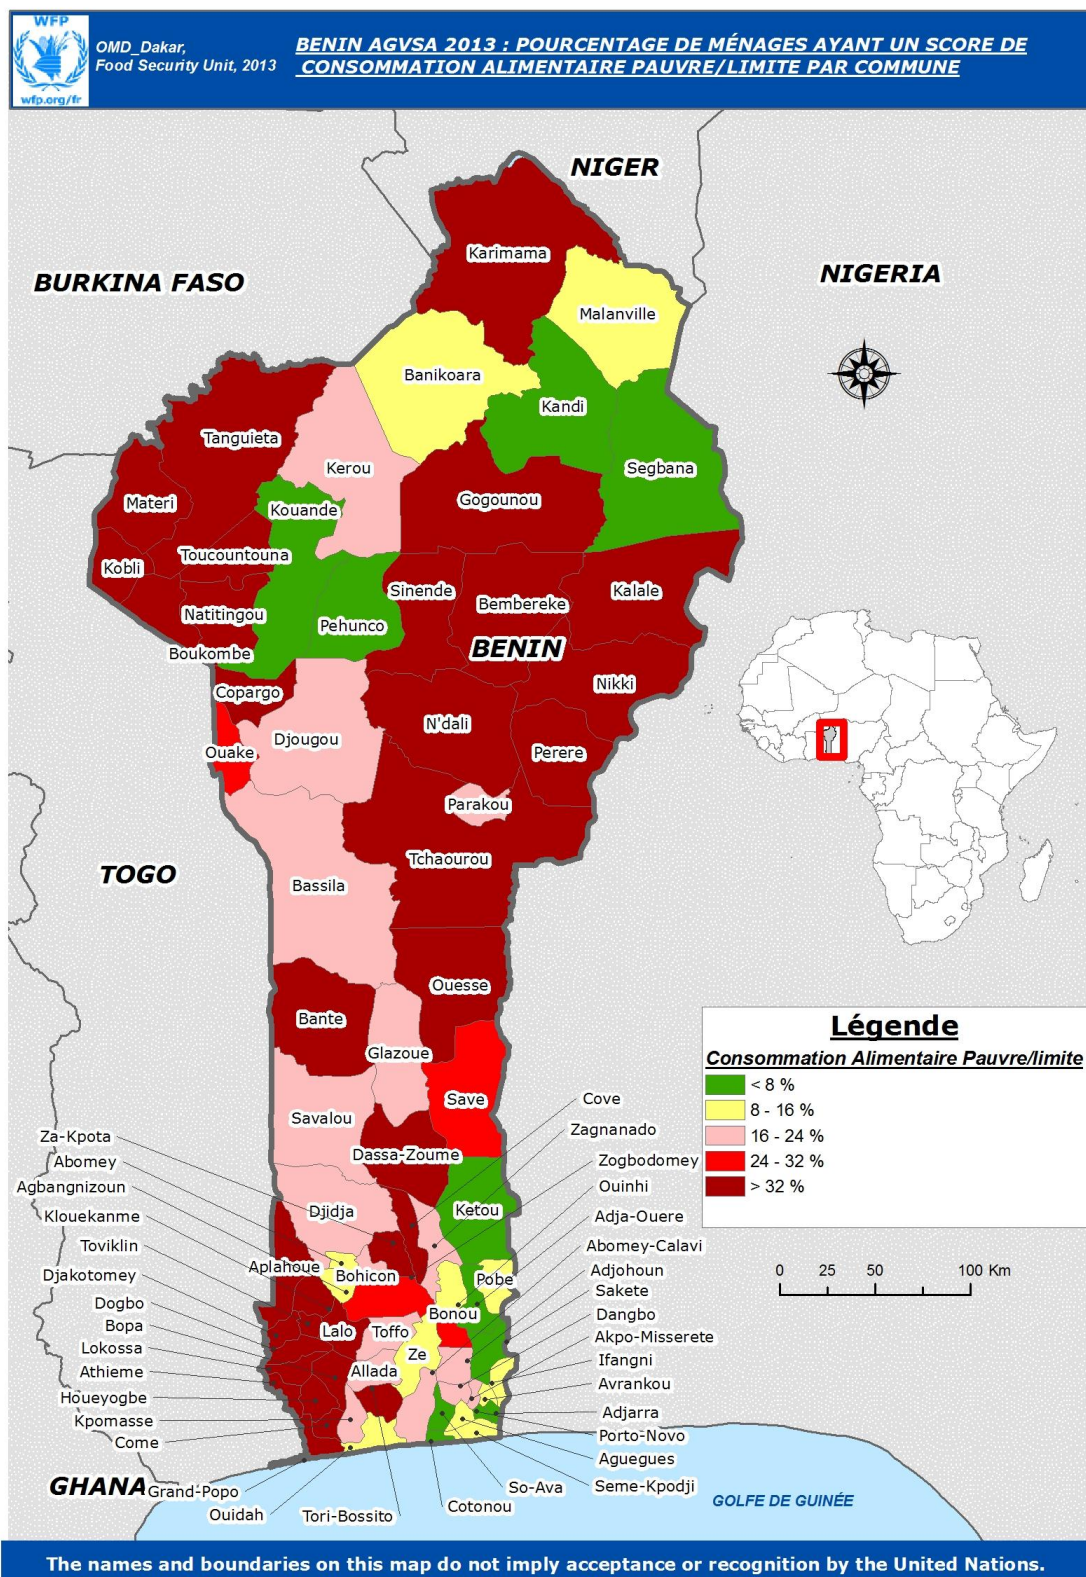 WFP
wfp.org/fr
OMD_Dakar,
Food Security Unit, 2013
BENIN AGVSA 2013 : POURCENTAGE DE MÉNAGES AYANT UN SCORE DE
CONSOMMATION ALIMENTAIRE PAUVRE/LIMITE PAR COMMUNE
NIGER
BURKINA FASO
NIGERIA
Karimama
Malanville
Banikoara
Kandi
Tanguieta
Kerou
Segbana
Materi
Kouande
Gogounou
Toucountouna
Kobli
Sinende
Bembereke
Kalale
Natitingou
Pehunco
BENIN
Boukombe
Nikki
Copargo
N'dali
Djougou
Ouake
Perere
Parakou
Tchaourou
TOGO
Bassila
Ouesse
Bante
Glazoue
Save
Savalou
Dassa-Zoume
Légende
Consommation Alimentaire Pauvre/limite
< 8 %
8 - 16 %
16 - 24 %
24 - 32 %
> 32 %
Cove
Zagnanado
Zogbodomey
Ouinhi
Adja-Ouere
Abomey-Calavi
Adjohoun
Sakete
Dangbo
Akpo-Misserete
Ifangni
Avrankou
Adjarra
Porto-Novo
Aguegues
Seme-Kpodji
So-Ava
Cotonou
Za-Kpota
Abomey
Agbangnizoun
Klouekanme
Toviklin
Djakotomey
Dogbo
Bopa
Lokossa
Athieme
Houeyogbe
Kpomasse
Come
Grand-Popo
Ouidah
Tori-Bossito
Djidja
Ketou
Aplahoue
Bohicon
Pobe
Bonou
Lalo
Toffo
Ze
Allada
0 25 50 100 Km
GHANA
GOLFE DE GUINÉE
The names and boundaries on this map do not imply acceptance or recognition by the United Nations.